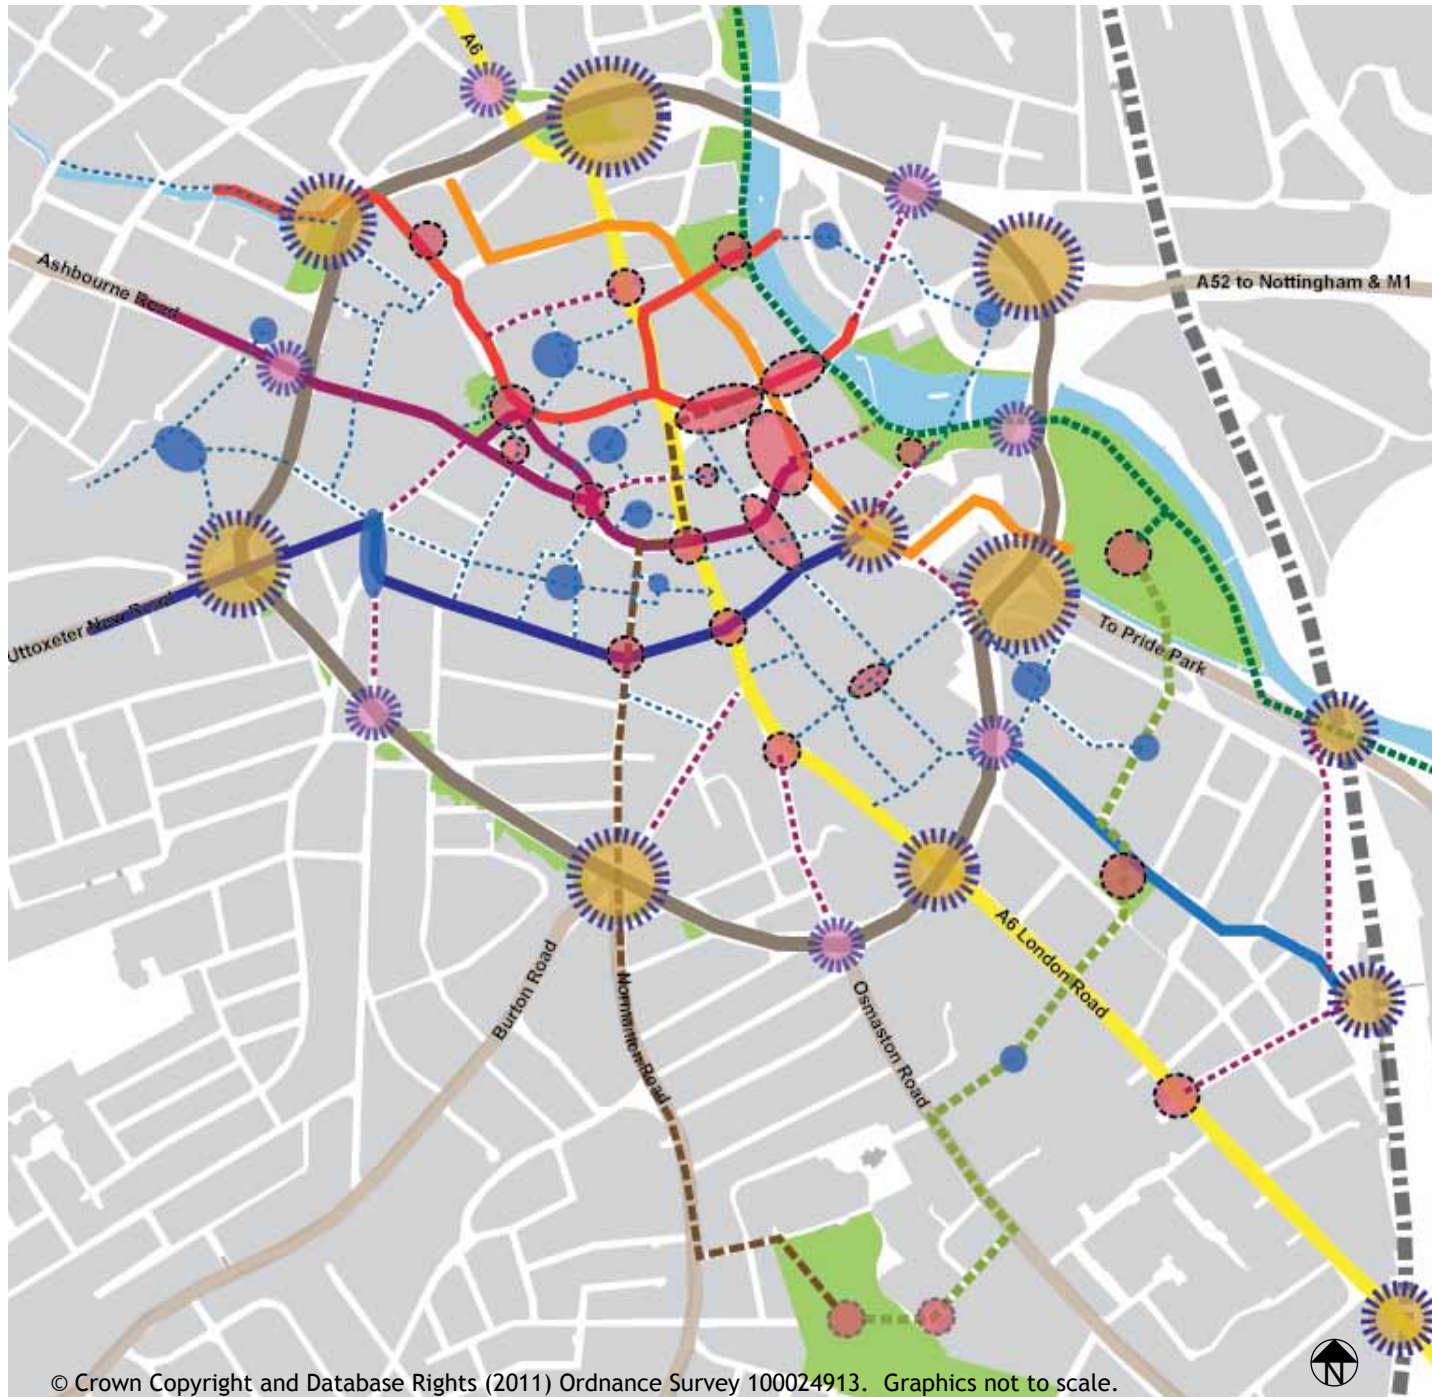 A6
Ashbourne Road
A52 to Nottingham & M1
Uttoxeter New Road
To Pride Park
A6 London Road
Burton Road
Normanton Road
Osmaston Road
N
© Crown Copyright and Database Rights (2011) Ordnance Survey 100024913. Graphics not to scale.